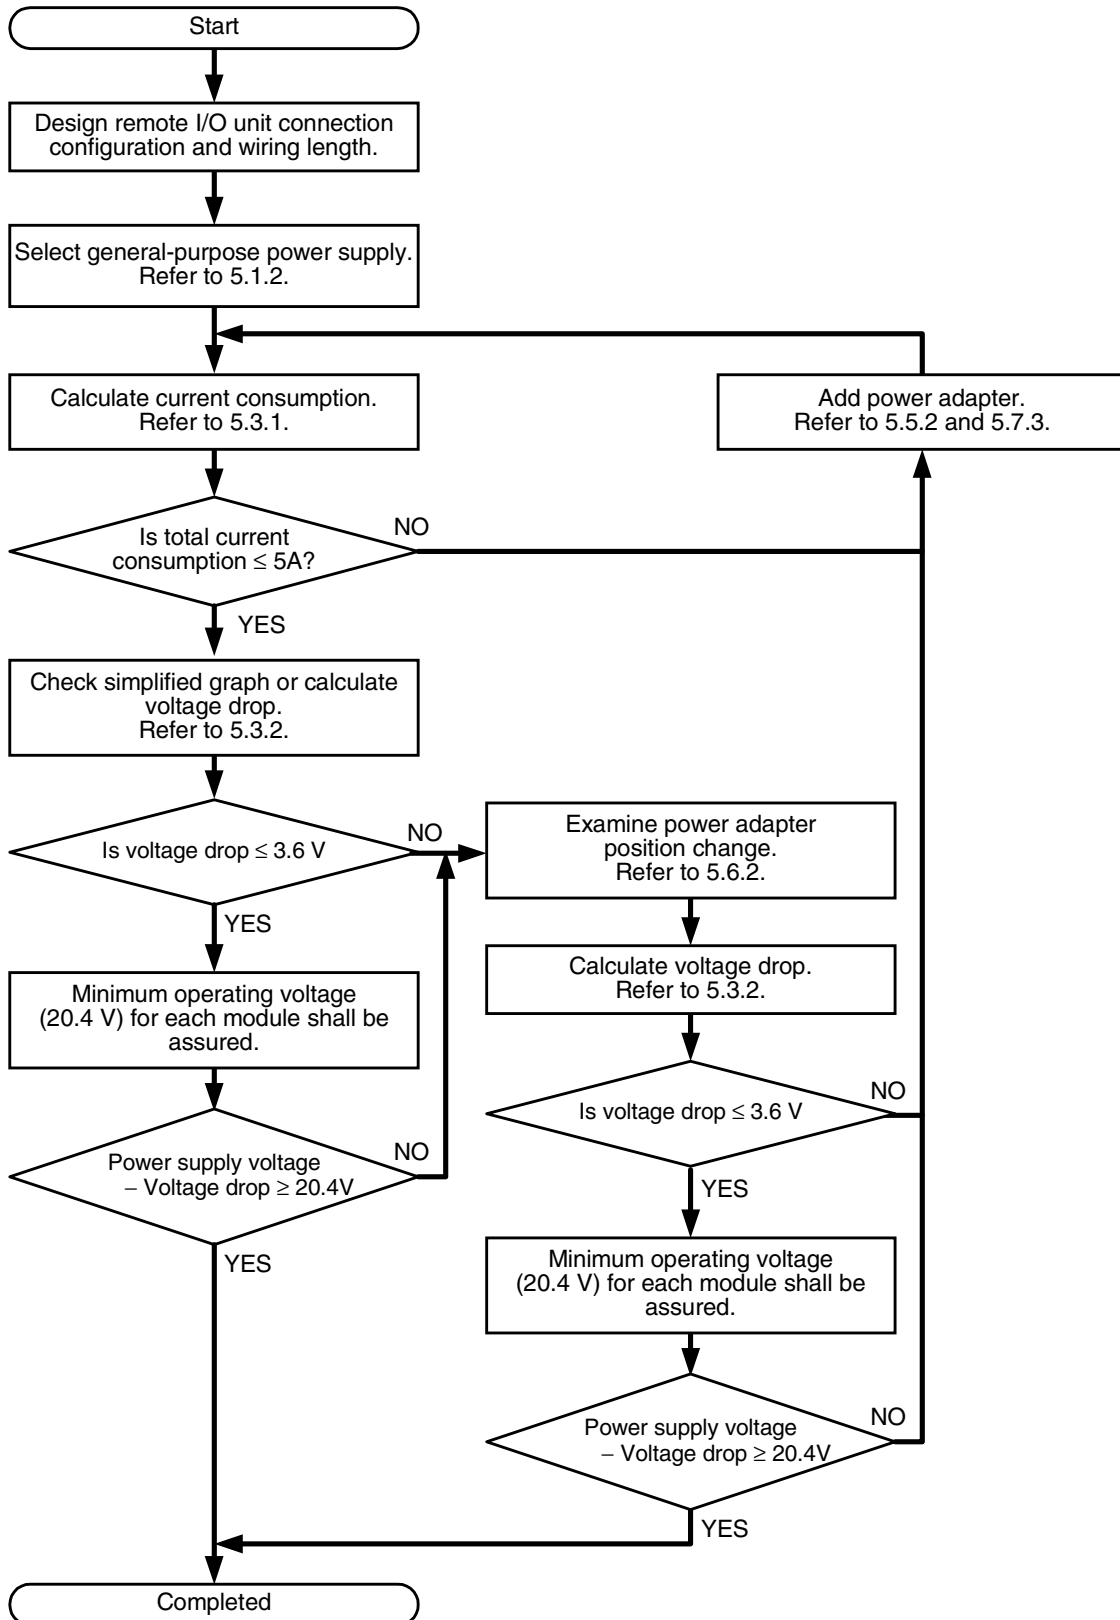 Start
Design remote I/O unit connection
configuration and wiring length.
Select general-purpose power supply.
Refer to 5.1.2.
Calculate current consumption.
Refer to 5.3.1.
Add power adapter.
Refer to 5.5.2 and 5.7.3.
Is total current
consumption ≤ 5A?
NO
YES
Check simplified graph or calculate
voltage drop.
Refer to 5.3.2.
Is voltage drop ≤ 3.6 V
NO
YES
Examine power adapter
position change.
Refer to 5.6.2.
Minimum operating voltage
(20.4 V) for each module shall be
assured.
Calculate voltage drop.
Refer to 5.3.2.
Power supply voltage
– Voltage drop ≥ 20.4V
NO
YES
Is voltage drop ≤ 3.6 V
NO
YES
Minimum operating voltage
(20.4 V) for each module shall be
assured.
Power supply voltage
– Voltage drop ≥ 20.4V
NO
YES
Completed